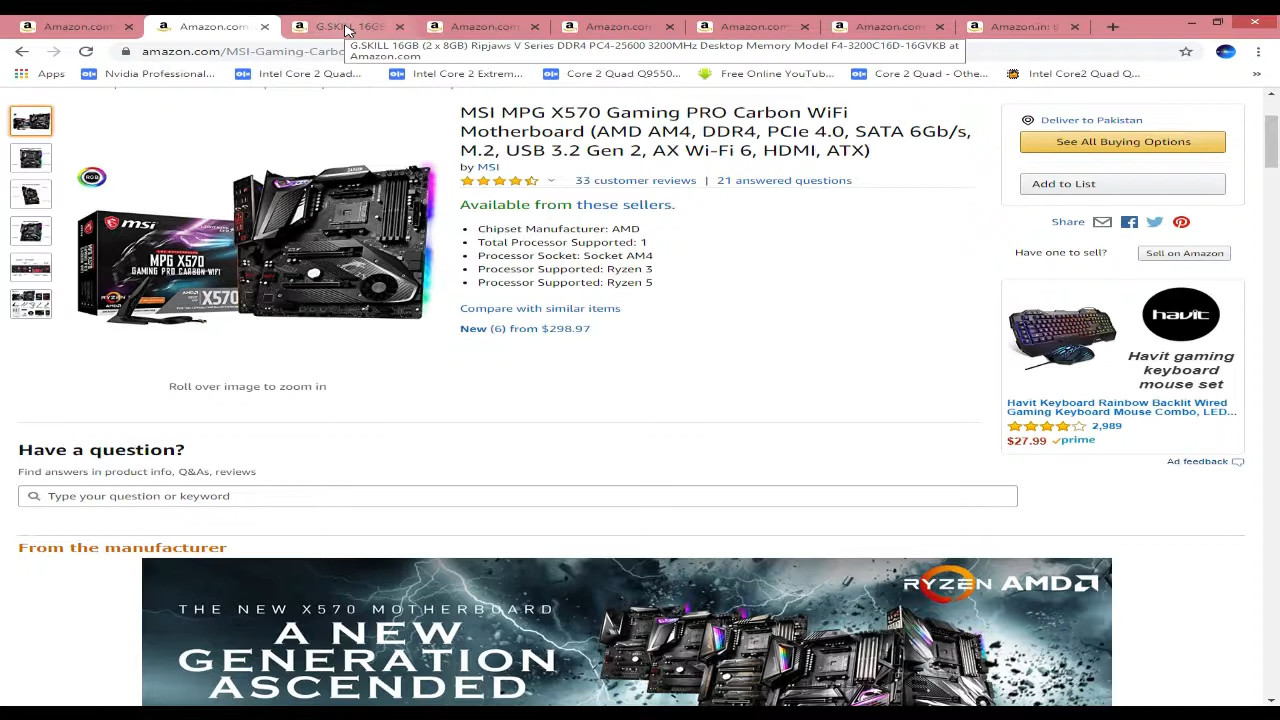 Amazon.com
Amazon.com
G.SKILL 16GB
Amazon.com
Amazon.com
Amazon.com
Amazon.com
Amazon.in:
amazon.com/MSI-Gaming-Carbo
G.SKILL 16GB (2 x 8GB) Ripjaws V Series DDR4 PC4-25600 3200MHz Desktop Memory Model F4-3200C16D-16GVKB at
Amazon.com
Apps
Nvidia Professional...
Intel Core 2 Quad...
Intel Core 2 Extrem...
Core 2 Quad Q9550...
Free Online YouTub...
Core 2 Quad - Othe...
Intel Core2 Quad Q...
MSI MPG X570 Gaming PRO Carbon WiFi
Motherboard (AMD AM4, DDR4, PCIe 4.0, SATA 6Gb/s,
M.2, USB 3.2 Gen 2, AX Wi-Fi 6, HDMI, ATX)
by MSI
33 customer reviews | 21 answered questions
Available from these sellers.
Chipset Manufacturer: AMD
Total Processor Supported: 1
Processor Socket: Socket AM4
Processor Supported: Ryzen 3
Processor Supported: Ryzen 5
Compare with similar items
New (6) from $298.97
RGB
msi
MPG X570
GAMING PRO CARBON WIFI
RYZEN
X570
Roll over image to zoom in
Deliver to Pakistan
See All Buying Options
Add to List
Share
Have one to sell?
Sell on Amazon
havit
Havit gaming
keyboard
mouse set
Havit Keyboard Rainbow Backlit Wired
Gaming Keyboard Mouse Combo, LED...
2,989
$27.99 prime
Ad feedback
Have a question?
Find answers in product info, Q&As, reviews
Type your question or keyword
From the manufacturer
RYZEN AMD
THE NEW X570 MOTHERBOARD
A NEW
GENERATION
ASCENDED